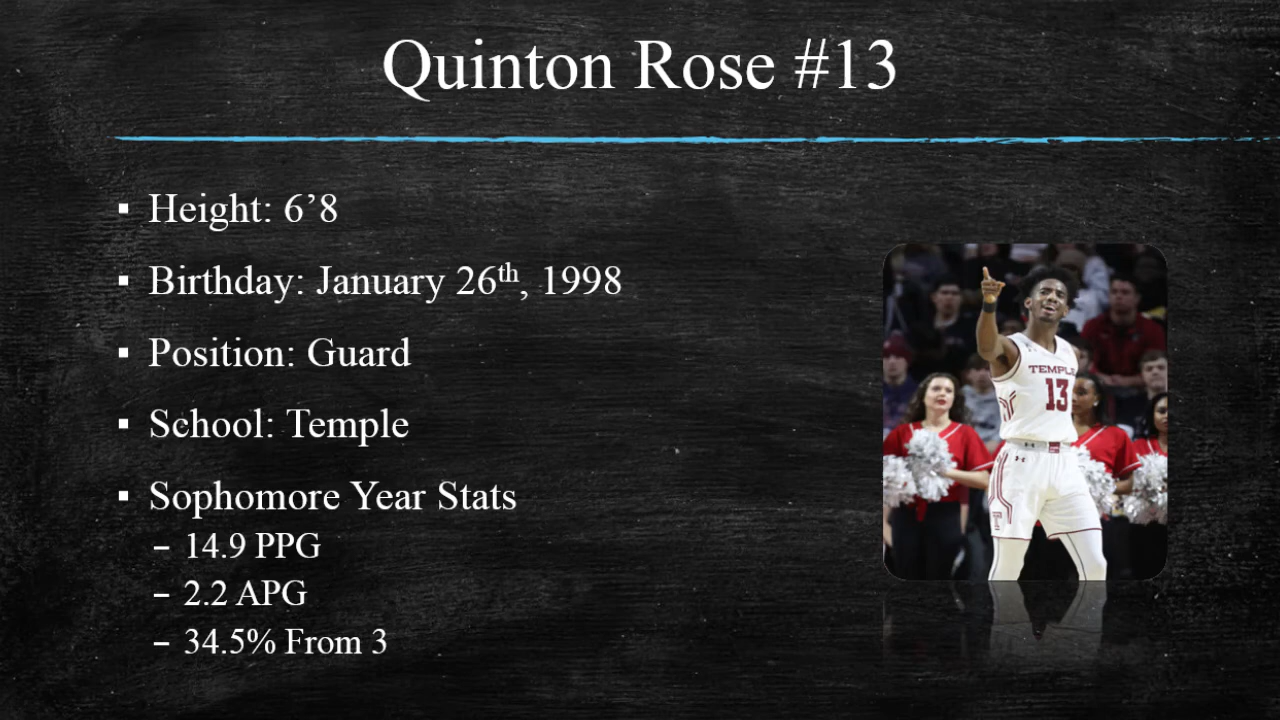 Quinton Rose #13
▪ Height: 6’8
▪ Birthday: January 26th, 1998
▪ Position: Guard
▪ School: Temple
▪ Sophomore Year Stats
– 14.9 PPG
– 2.2 APG
– 34.5% From 3
TEMPLE
13
T